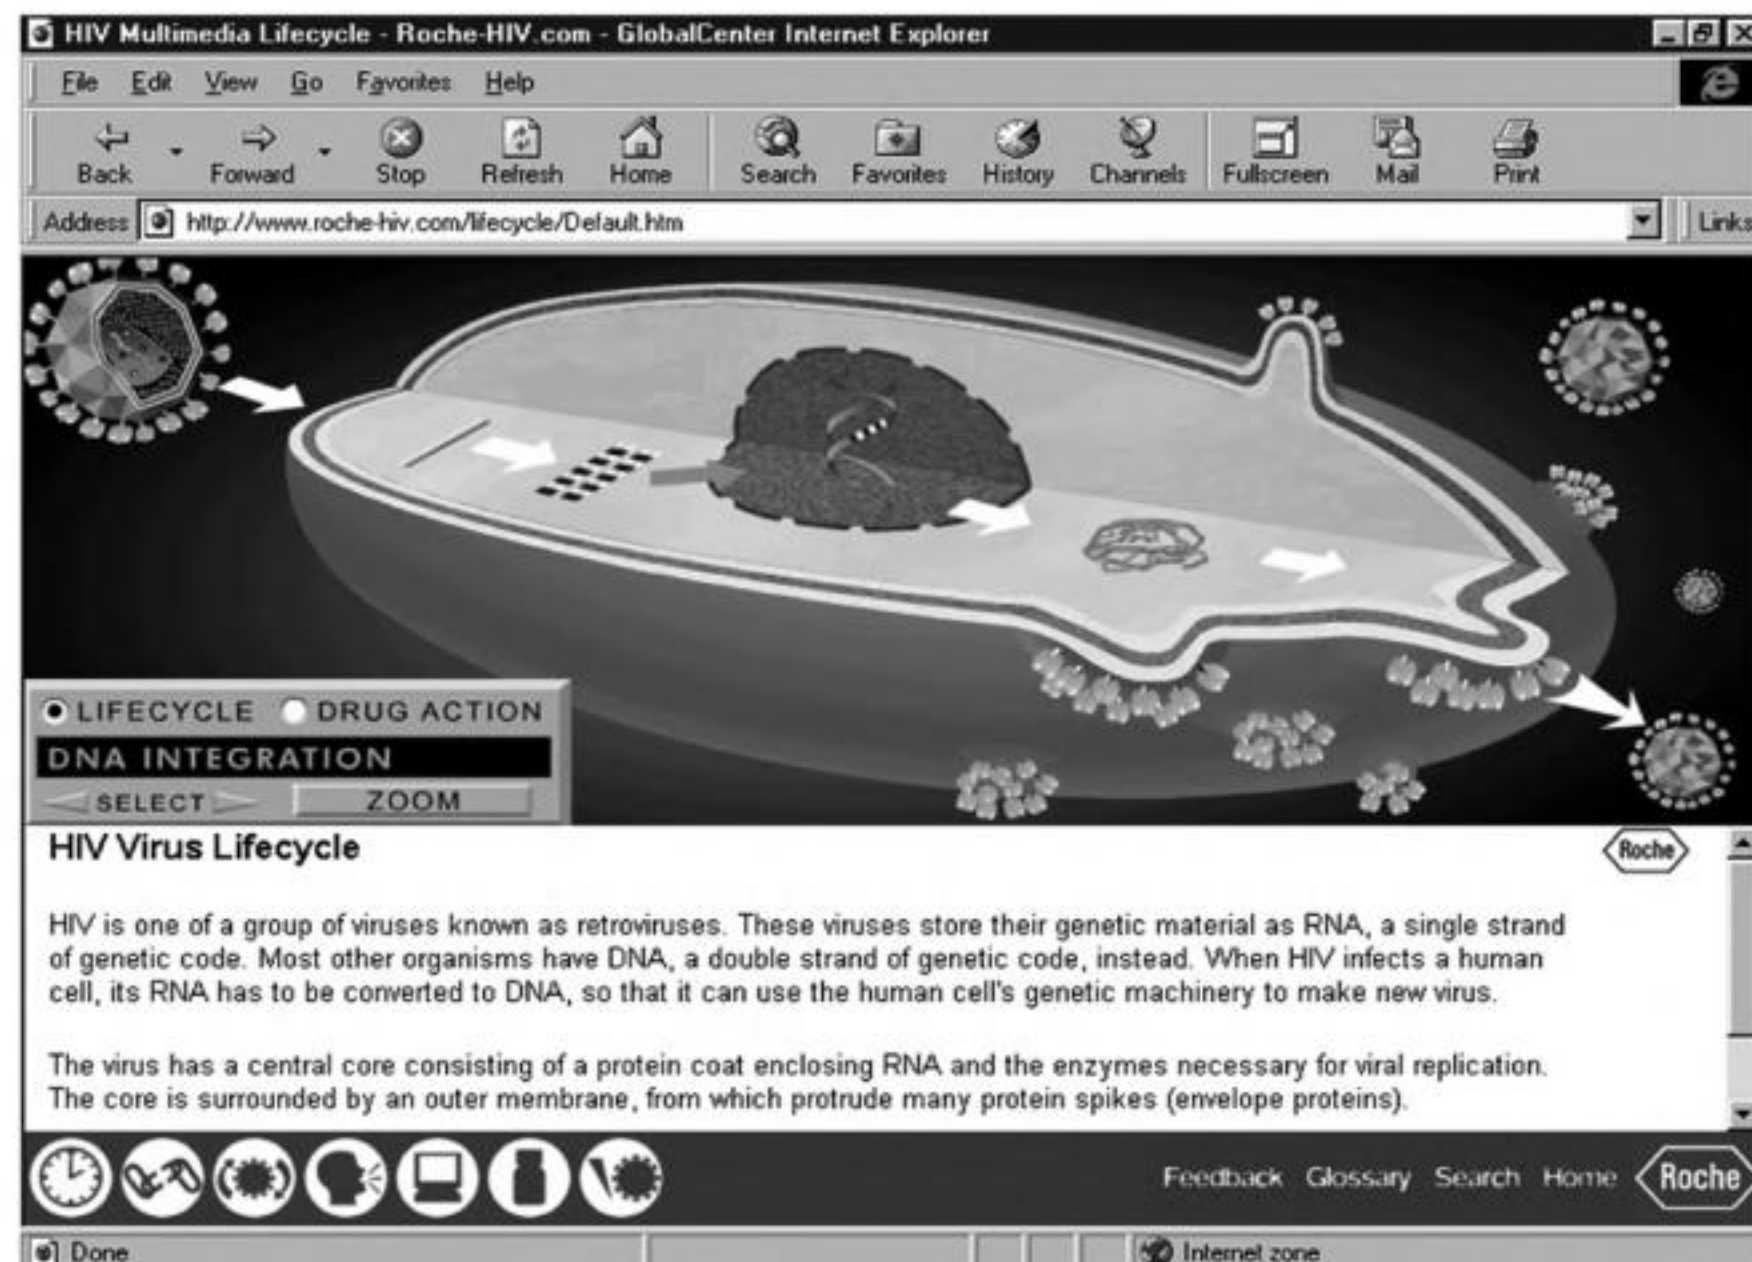 HIV Multimedia Lifecycle - Roche-HIV.com - GlobalCenter Internet Explorer
File Edit View Go Favorites Help
Back Forward Stop Refresh Home Search Favorites History Channels Fullscreen Mail Print
Address http://www.roche-hiv.com/lifecycle/Default.htm Links
LIFECYCLE DRUG ACTION
DNA INTEGRATION
SELECT ZOOM
HIV Virus Lifecycle Roche
HIV is one of a group of viruses known as retroviruses. These viruses store their genetic material as RNA, a single strand
of genetic code. Most other organisms have DNA, a double strand of genetic code, instead. When HIV infects a human
cell, its RNA has to be converted to DNA, so that it can use the human cell's genetic machinery to make new virus.
The virus has a central core consisting of a protein coat enclosing RNA and the enzymes necessary for viral replication.
The core is surrounded by an outer membrane, from which protrude many protein spikes (envelope proteins).
Feedback Glossary Search Home Roche
Done Internet zone